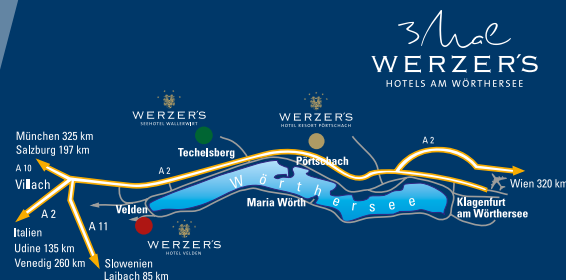 3 Mal
WERZER'S
HOTELS AM WÖRTHERSEE
WERZER'S
SEEHOTEL WALLERWIRT
WERZER'S
HOTEL RESORT PÖRTSCHACH
München 325 km
Salzburg 197 km
A 10
Villach
A 2
Italien
Udine 135 km
Venedig 260 km
A 11
Slowenien
Laibach 85 km
Techelsberg
A 2
Pörtschach
A 2
Wien 320 km
Wörthersee
Velden
Maria Wörth
Klagenfurt
am Wörthersee
WERZER'S
HOTEL VELDEN